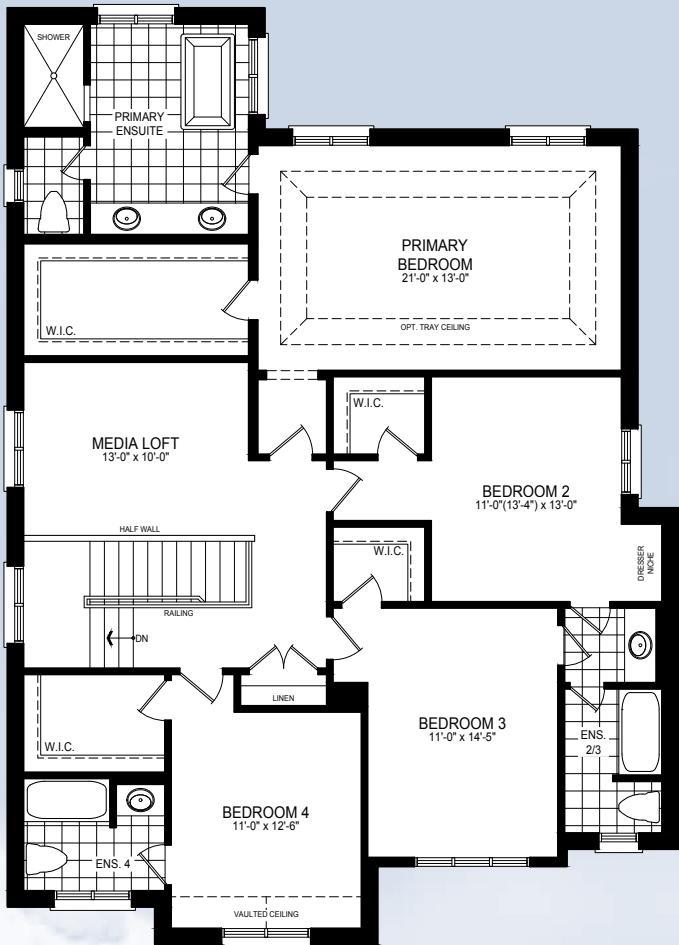 SHOWER
PRIMARY
ENSUITE
PRIMARY
BEDROOM
21'-0" x 13'-0"
OPT. TRAY CEILING
W.I.C.
W.I.C.
MEDIA LOFT
13'-0" x 10'-0"
BEDROOM 2
11'-0"(13'-4") x 13'-0"
HALF WALL
W.I.C.
DRESSER
NICHE
RAILING
DN
LINEN
BEDROOM 3
11'-0" x 14'-5"
ENS.
2/3
W.I.C.
BEDROOM 4
11'-0" x 12'-6"
ENS. 4
VAULTED CEILING